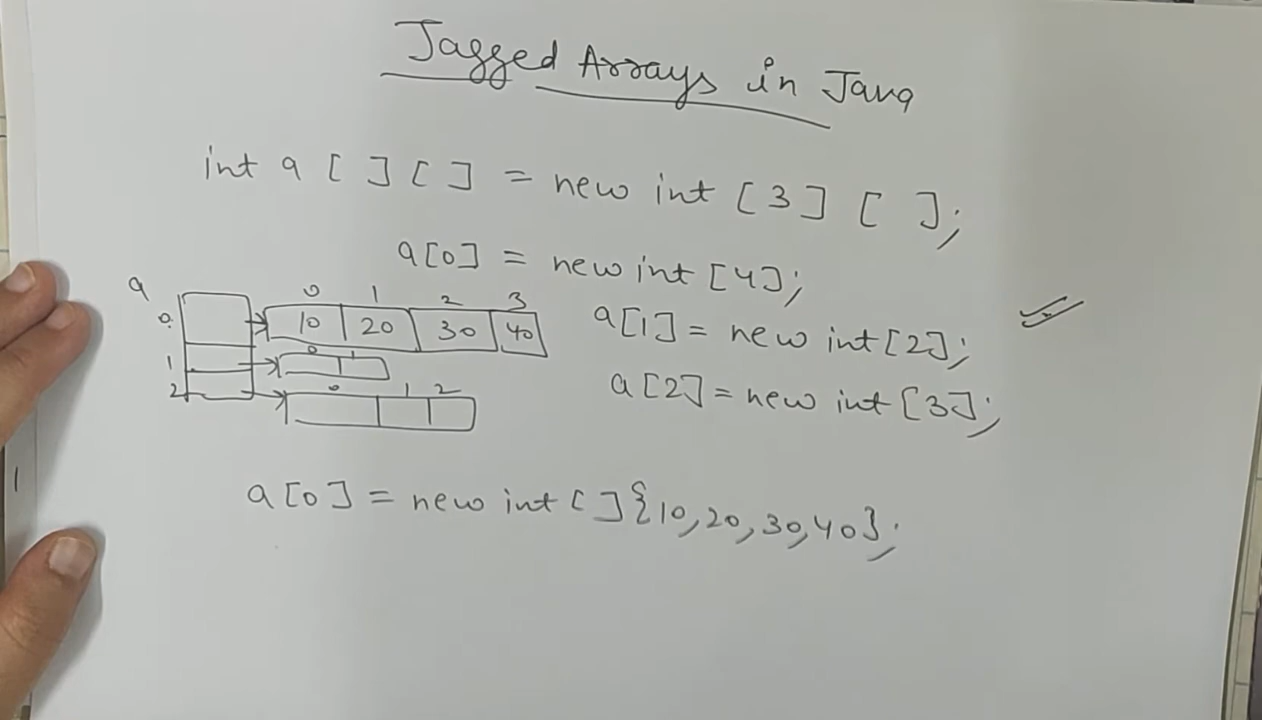 Jagged Arrays in Java
int a [ ] [ ] = new int [ 3 ] [ ];
a[0] = new int [4];
a
0 1 2 3
0 10 20 30 40
a[1] = new int [2];
0 1
1
a[2] = new int [3];
0 1 2
2
a[0] = new int [ ]{10,20,30,40};